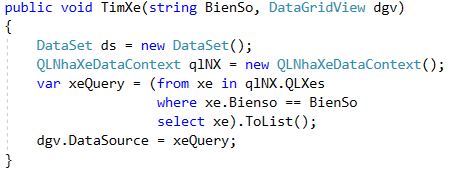 public void TimXe(string BienSo, DataGridView dgv)
{
    DataSet ds = new DataSet();
    QLNhaXeDataContext qlNX = new QLNhaXeDataContext();
    var xeQuery = (from xe in qlNX.QLXes
                   where xe.Bienso == BienSo
                   select xe).ToList();
    dgv.DataSource = xeQuery;
}